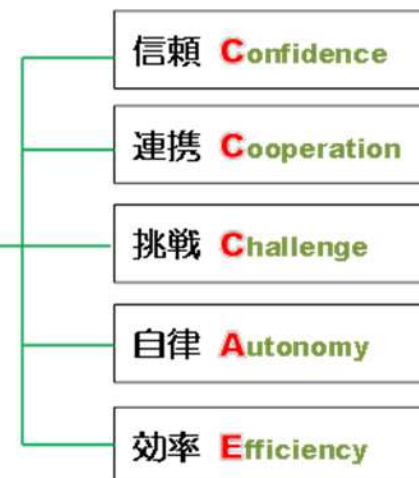 信頼 Confidence
連携 Cooperation
挑戦 Challenge
自律 Autonomy
効率 Efficiency